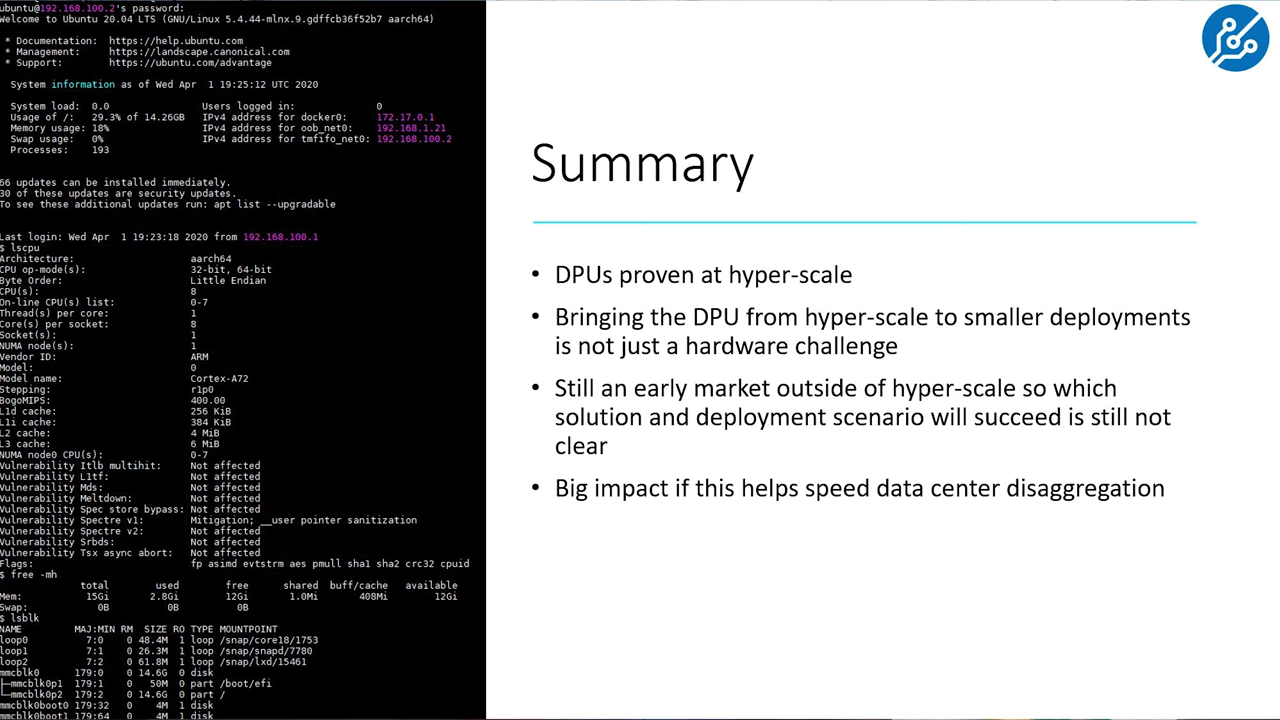 ubuntu@192.168.100.2's password:
Welcome to Ubuntu 20.04 LTS (GNU/Linux 5.4.44-mlnx.9.gdffcb36f52b7 aarch64)
* Documentation: https://help.ubuntu.com
* Management: https://landscape.canonical.com
* Support: https://ubuntu.com/advantage
System information as of Wed Apr 1 19:25:12 UTC 2020
System load: 0.0 Users logged in: 0
Usage of /: 29.3% of 14.26GB IPv4 address for docker0: 172.17.0.1
Memory usage: 18% IPv4 address for oob_net0: 192.168.1.21
Swap usage: 0% IPv4 address for tmfifo_net0: 192.168.100.2
Processes: 193
66 updates can be installed immediately.
30 of these updates are security updates.
To see these additional updates run: apt list --upgradable
Last login: Wed Apr 1 19:23:18 2020 from 192.168.100.1
$ lscpu
Architecture: aarch64
CPU op-mode(s): 32-bit, 64-bit
Byte Order: Little Endian
CPU(s): 8
On-line CPU(s) list: 0-7
Thread(s) per core: 1
Core(s) per socket: 8
Socket(s): 1
NUMA node(s): 1
Vendor ID: ARM
Model: 0
Model name: Cortex-A72
Stepping: r1p0
BogoMIPS: 400.00
L1d cache: 256 KiB
L1i cache: 384 KiB
L2 cache: 4 MiB
L3 cache: 6 MiB
NUMA node0 CPU(s): 0-7
Vulnerability Itlb multihit: Not affected
Vulnerability L1tf: Not affected
Vulnerability Mds: Not affected
Vulnerability Meltdown: Not affected
Vulnerability Spec store bypass: Not affected
Vulnerability Spectre v1: Mitigation; __user pointer sanitization
Vulnerability Spectre v2: Not affected
Vulnerability Srbds: Not affected
Vulnerability Tsx async abort: Not affected
Flags: fp asimd evtstrm aes pmull sha1 sha2 crc32 cpuid
$ free -mh
total used free shared buff/cache available
Mem: 15Gi 2.8Gi 12Gi 1.0Mi 408Mi 12Gi
Swap: 0B 0B 0B
$ lsblk
NAME MAJ:MIN RM SIZE RO TYPE MOUNTPOINT
loop0 7:0 0 48.4M 1 loop /snap/core18/1753
loop1 7:1 0 26.3M 1 loop /snap/snapd/7780
loop2 7:2 0 61.8M 1 loop /snap/lxd/15461
mmcblk0 179:0 0 14.6G 0 disk
├─mmcblk0p1 179:1 0 50M 0 part /boot/efi
└─mmcblk0p2 179:2 0 14.6G 0 part /
mmcblk0boot0 179:32 0 4M 1 disk
mmcblk0boot1 179:64 0 4M 1 disk
Summary
• DPUs proven at hyper-scale
• Bringing the DPU from hyper-scale to smaller deployments
is not just a hardware challenge
• Still an early market outside of hyper-scale so which
solution and deployment scenario will succeed is still not
clear
• Big impact if this helps speed data center disaggregation